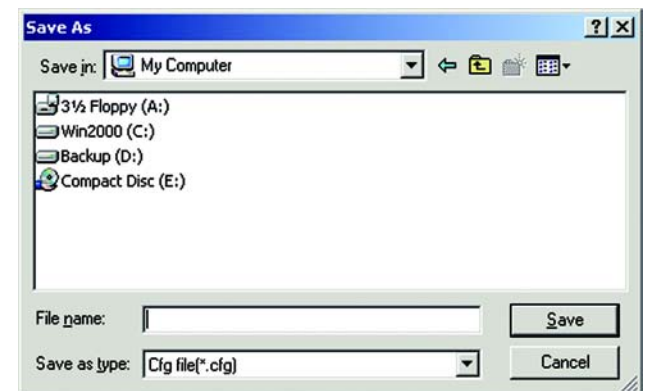 Save As
Save in: My Computer
3½ Floppy (A:)
Win2000 (C:)
Backup (D:)
Compact Disc (E:)
File name:
Save
Save as type: Cfg file(*.cfg)
Cancel